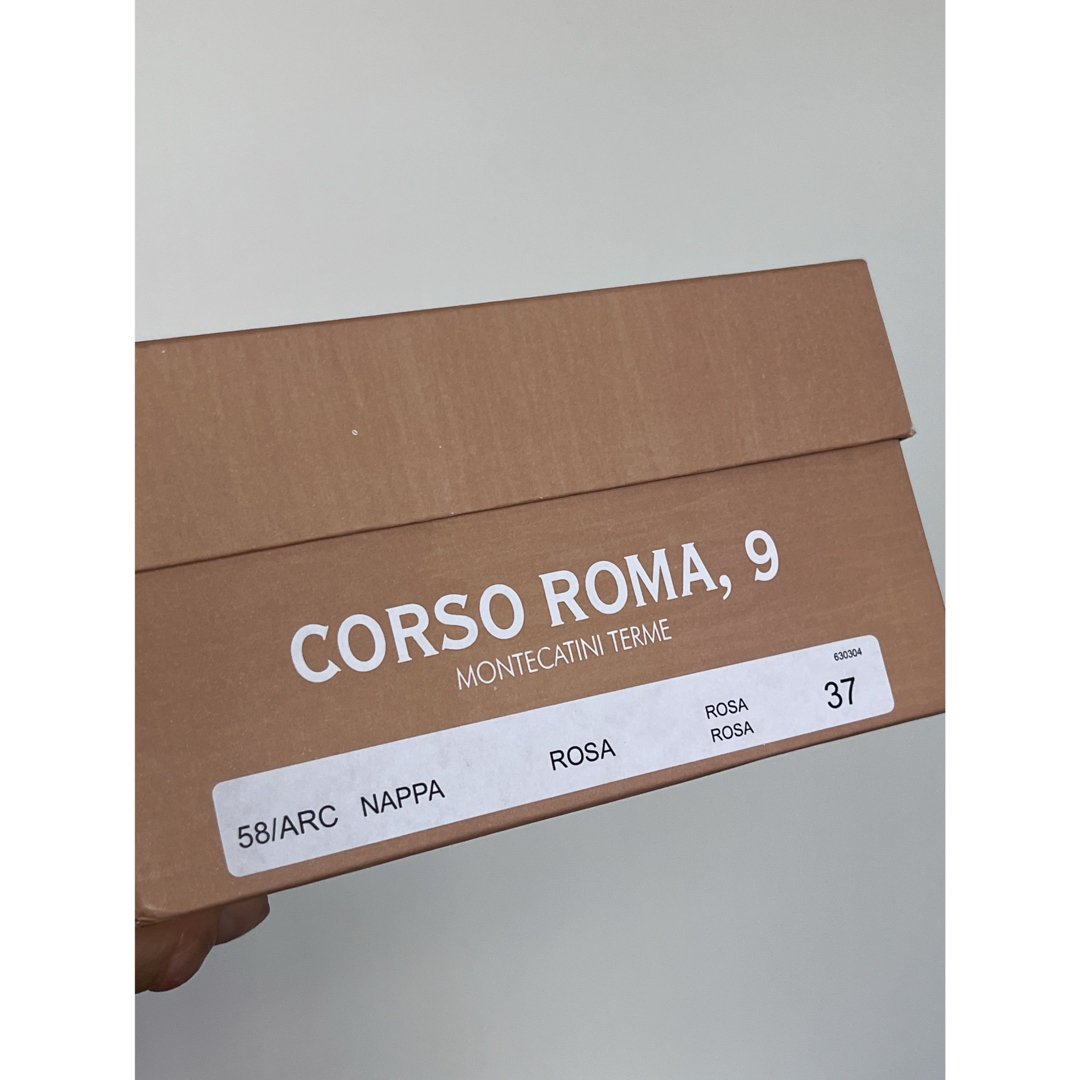 CORSO ROMA, 9
MONTECATINI TERME
630304
58/ARC NAPPA ROSA ROSA 37
ROSA